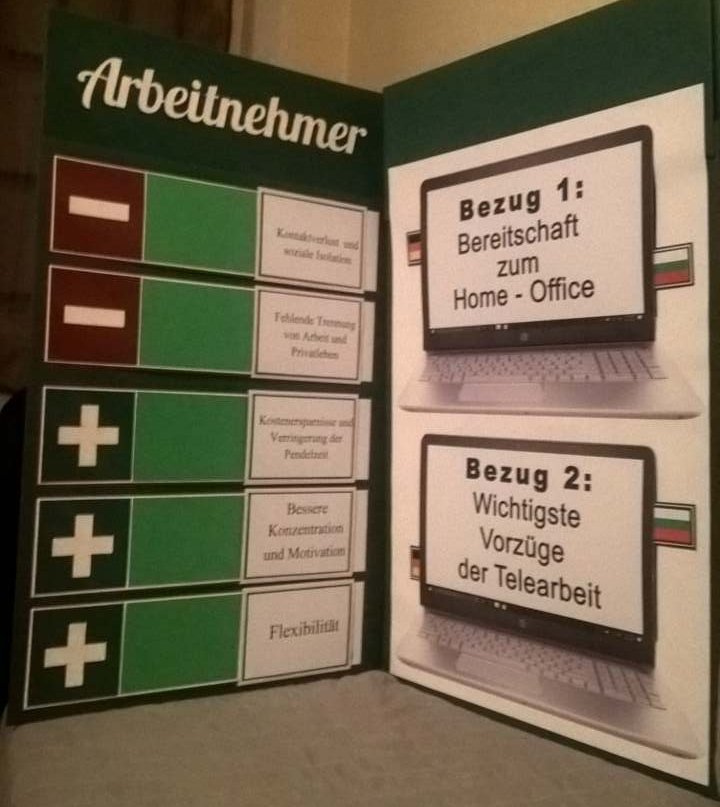 Arbeitnehmer
Kontaktverlust und
soziale Isolation
Fehlende Trennung
von Arbeit und
Privatleben
Kostenersparnisse und
Verringerung der
Pendelzeit
Bessere
Konzentration
und Motivation
Flexibilität
Bezug 1:
Bereitschaft
zum
Home - Office
Bezug 2:
Wichtigste
Vorzüge
der Telearbeit